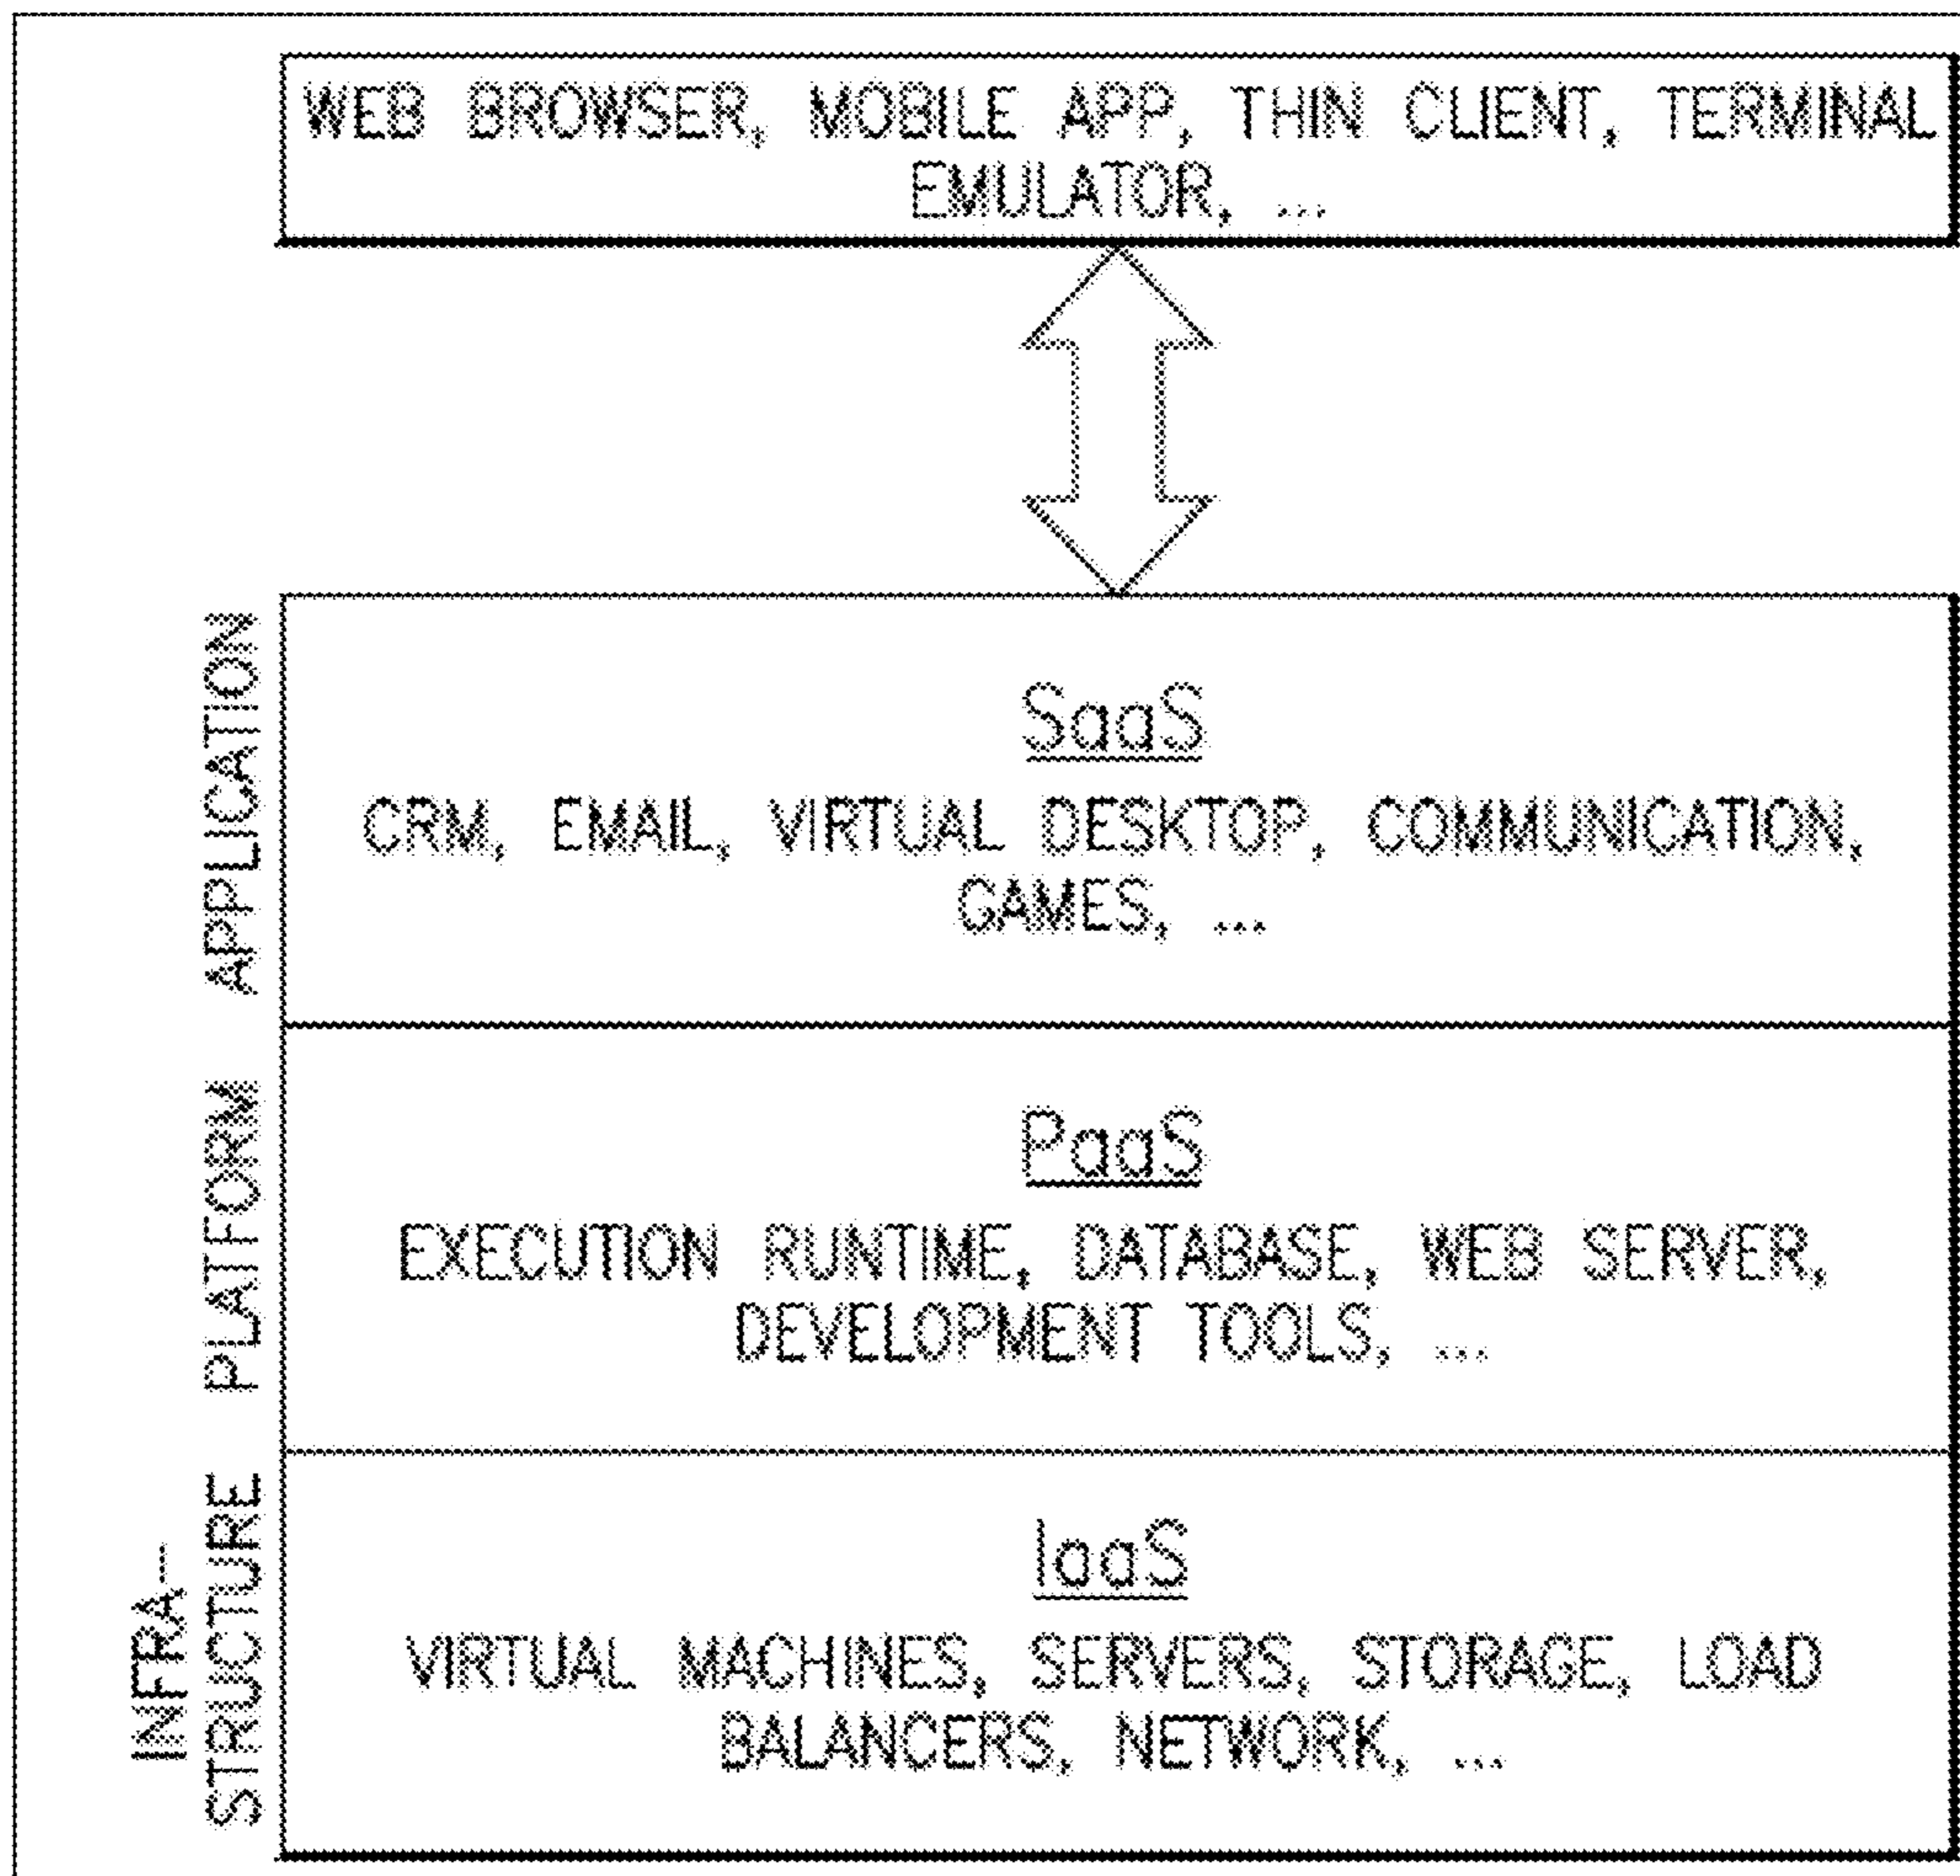 WEB BROWSER, MOBILE APP, THIN CLIENT, TERMINAL
EMULATOR, ...
APPLICATION
SaaS
CRM, EMAIL, VIRTUAL DESKTOP, COMMUNICATION,
GAMES, ...
PLATFORM
PaaS
EXECUTION RUNTIME, DATABASE, WEB SERVER,
DEVELOPMENT TOOLS, ...
INFRA-
STRUCTURE
IaaS
VIRTUAL MACHINES, SERVERS, STORAGE, LOAD
BALANCERS, NETWORK, ...